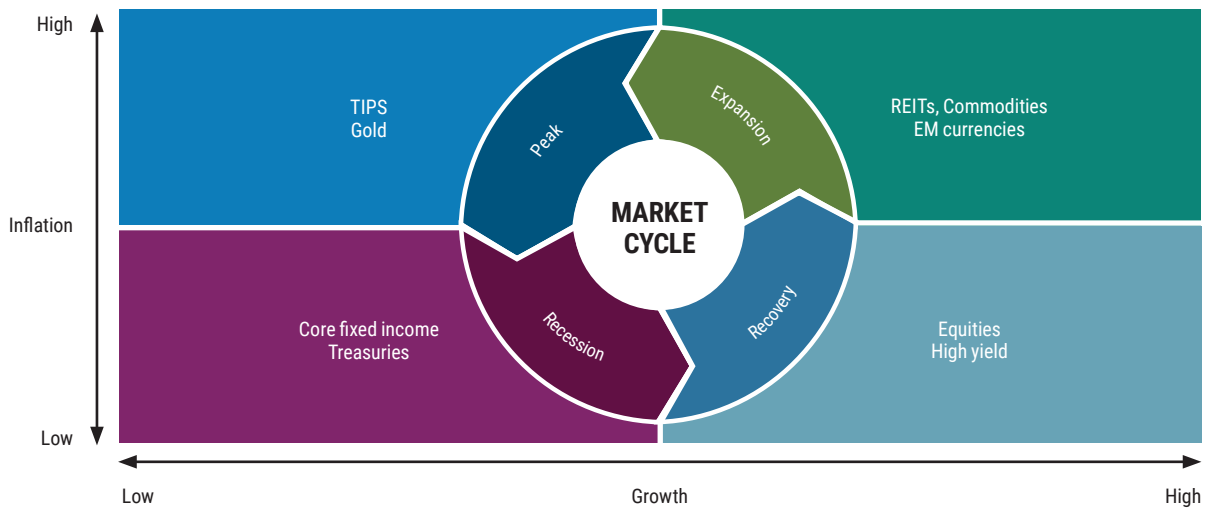 High
TIPS
Gold
Peak
Expansion
REITs, Commodities
EM currencies
Inflation
MARKET
CYCLE
Core fixed income
Treasuries
Recession
Recovery
Equities
High yield
Low
Low
Growth
High